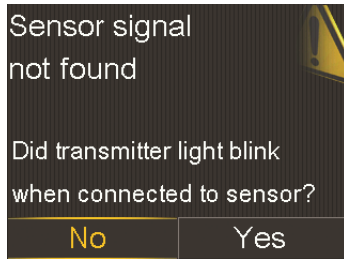 Sensor signal
not found
Did transmitter light blink
when connected to sensor?
No Yes